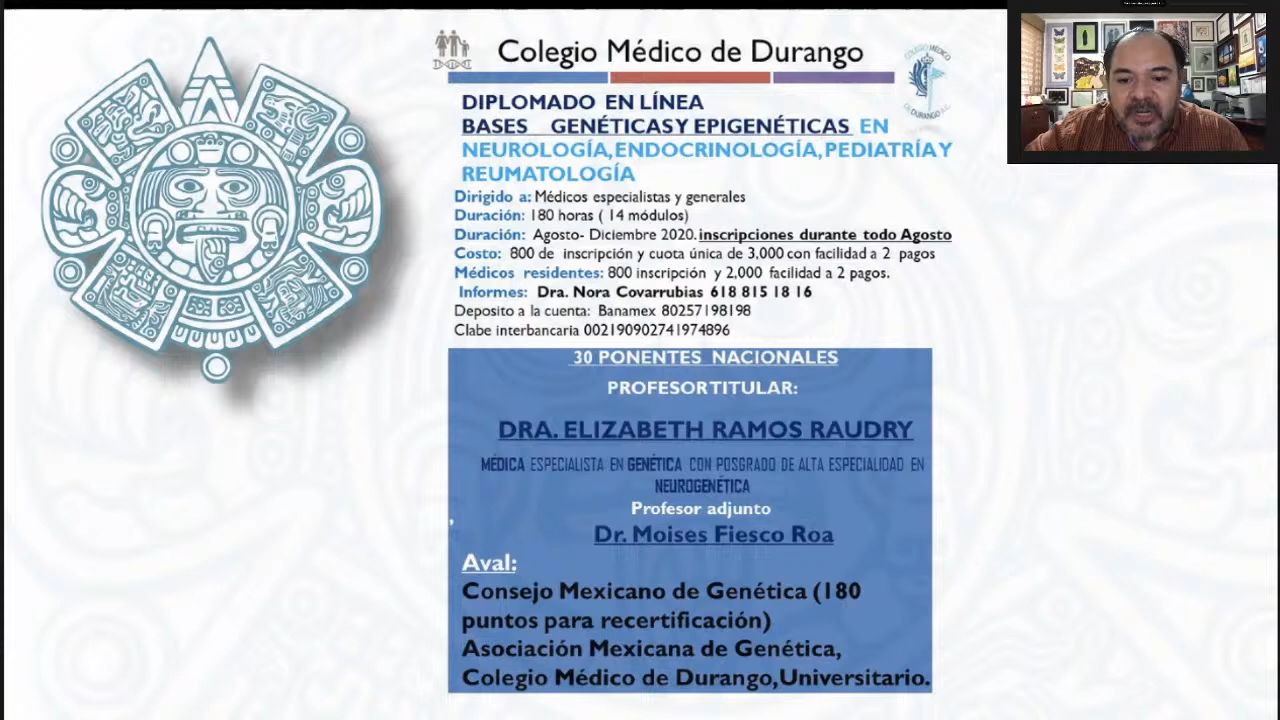 Colegio Médico de Durango
COLEGIO MÉDICO
DE DURANGO A.C.
DIPLOMADO EN LÍNEA
BASES GENÉTICAS Y EPIGENÉTICAS EN
NEUROLOGÍA, ENDOCRINOLOGÍA, PEDIATRÍA Y
REUMATOLOGÍA
Dirigido a: Médicos especialistas y generales
Duración: 180 horas ( 14 módulos)
Duración: Agosto- Diciembre 2020. inscripciones durante todo Agosto
Costo: 800 de inscripción y cuota única de 3,000 con facilidad a 2 pagos
Médicos residentes: 800 inscripción y 2,000 facilidad a 2 pagos.
Informes: Dra. Nora Covarrubias 618 815 18 16
Deposito a la cuenta: Banamex 80257198198
Clabe interbancaria 002190902741974896
30 PONENTES NACIONALES
PROFESOR TITULAR:
DRA. ELIZABETH RAMOS RAUDRY
MÉDICA ESPECIALISTA EN GENÉTICA CON POSGRADO DE ALTA ESPECIALIDAD EN
NEUROGENÉTICA
Profesor adjunto
Dr. Moises Fiesco Roa
Aval:
Consejo Mexicano de Genética (180
puntos para recertificación)
Asociación Mexicana de Genética,
Colegio Médico de Durango, Universitario.